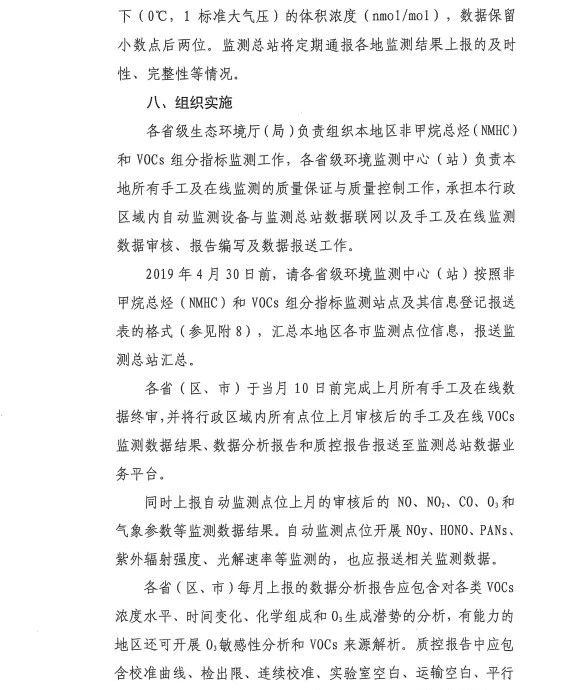 下（0℃，1 标准大气压）的体积浓度（nmol/mol），数据保留
小数点后两位。监测总站将定期通报各地监测结果上报的及时
性、完整性等情况。
八、组织实施
各省级生态环境厅(局)负责组织本地区非甲烷总烃(NMHC)
和 VOCs 组分指标监测工作，各省级环境监测中心（站）负责本
地所有手工及在线监测的质量保证与质量控制工作，承担本行政
区域内自动监测设备与监测总站数据联网以及手工及在线监测
数据审核、报告编写及数据报送工作。
2019 年 4 月 30 日前，请各省级环境监测中心（站）按照非
甲烷总烃（NMHC）和 VOCs 组分指标监测站点及其信息登记报送
表的格式（参见附 8），汇总本地区各市监测点位信息，报送监
测总站汇总。
各省（区、市）于当月 10 日前完成上月所有手工及在线数
据终审，并将行政区域内所有点位上月审核后的手工及在线 VOCs
监测数据结果、数据分析报告和质控报告报送至监测总站数据业
务平台。
同时上报自动监测点位上月的审核后的 NO、NO₂、CO、O₃和
气象参数等监测数据结果。自动监测点位开展 NOy、HONO、PANs、
紫外辐射强度、光解速率等监测的，也应报送相关监测数据。
各省（区、市）每月上报的数据分析报告应包含对各类 VOCs
浓度水平、时间变化、化学组成和 O₃生成潜势的分析，有能力的
地区还可开展 O₃敏感性分析和 VOCs 来源解析。质控报告中应包
含校准曲线、检出限、连续校准、实验室空白、运输空白、平行